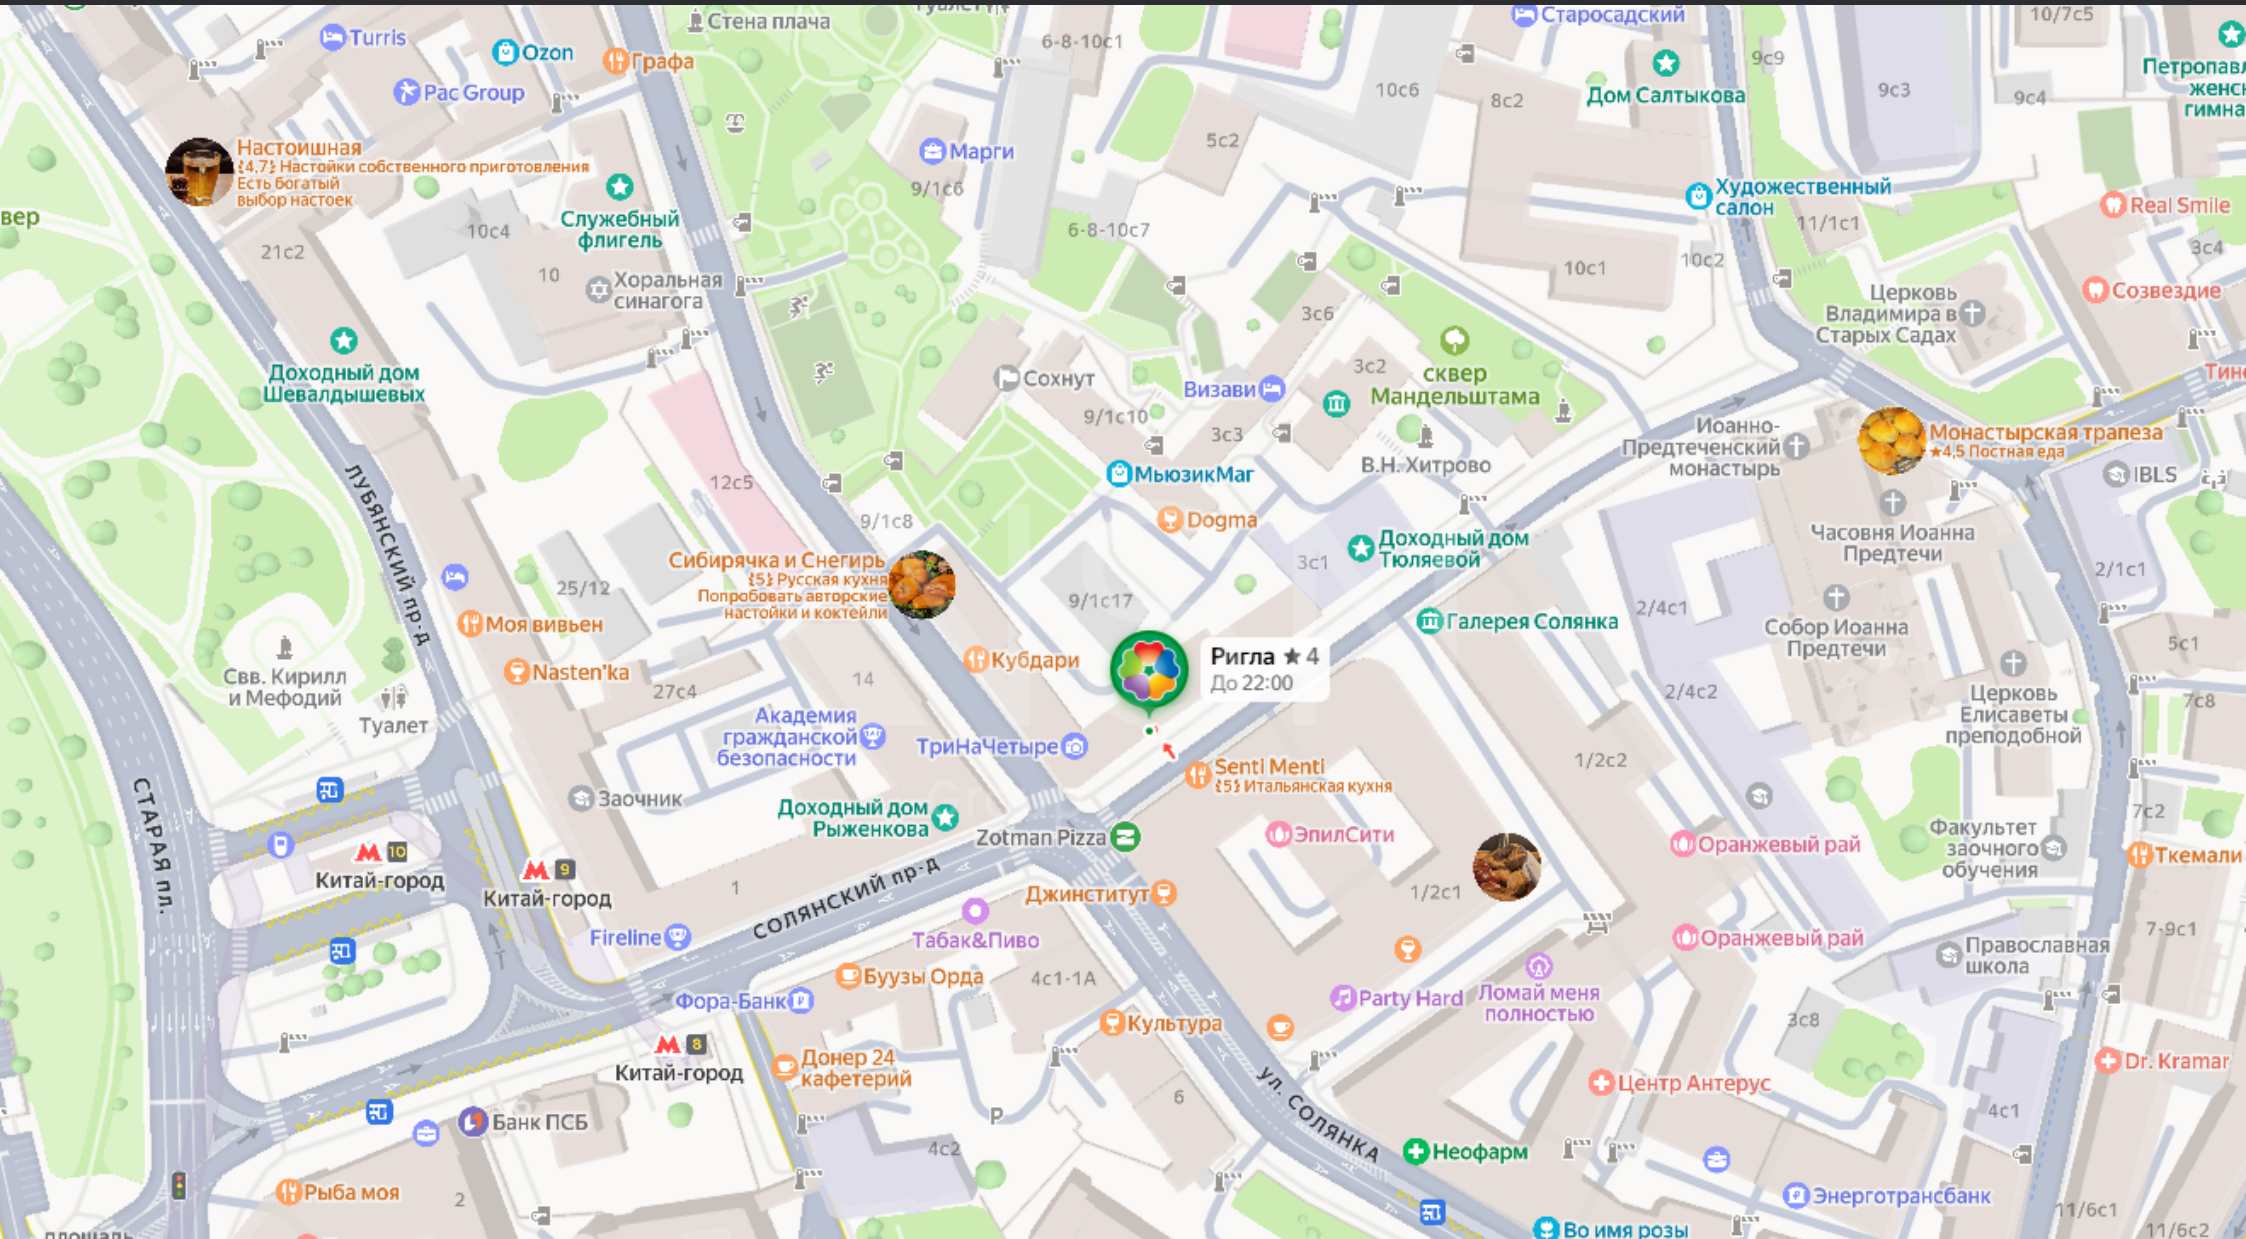 Стена плача
Turris
Ozon
Графа
6-8-10с1
Старосадский
10/7с5
9с9
Дом Салтыкова
Pac Group
10с6
8с2
9с3
9с4
Настоишная
4,7 Настойки собственного приготовления
Есть богатый
выбор настоек
Марги
5с2
9/1с6
Художественный
салон
Real Smile
вер
Служебный
флигель
10с4
6-8-10с7
11/1с1
3с4
21с2
10
Хоральная
синагога
10с1
10с2
Созвездие
Церковь
Владимира в
Старых Садах
3с6
Доходный дом
Шевалдышевых
Сохнут
Визави
3с2
сквер
Мандельштама
9/1с10
3с3
Иоанно-
Предтеченский
монастырь
Монастырская трапеза
4,5 Постная еда
12с5
МьюзикМаг
В.Н. Хитрово
IBLS
ЛУБЯНСКИЙ пр-д
9/1с8
Dogma
Доходный дом
Тюляевой
Часовня Иоанна
Предтечи
3с1
2/1с1
Сибирячка и Снегирь
5 Русская кухня
Попробовать авторские
настойки и коктейли
25/12
9/1с17
2/4с1
Моя вивьен
Галерея Солянка
Собор Иоанна
Предтечи
5с1
Свв. Кирилл
и Мефодий
Nasten'ka
27с4
14
Кубдари
Ригла ★ 4
До 22:00
2/4с2
Церковь
Елисаветы
преподобной
7с8
Туалет
Академия
гражданской
безопасности
ТриНаЧетыре
Senti Menti
5 Итальянская кухня
1/2с2
СТАРАЯ пл.
Заочник
Доходный дом
Рыженкова
Zotman Pizza
ЭпилСити
Оранжевый рай
Факультет
заочного
обучения
7с2
Ткемали
10
Китай-город
9
Китай-город
1
СОЛЯНСКИЙ пр-д
Джинститут
1/2с1
Fireline
Табак&Пиво
Оранжевый рай
Православная
школа
7-9с1
Фора-Банк
Буузы Орда
4с1-1А
Party Hard
Ломай меня
полностью
Культура
3с8
8
Китай-город
Донер 24
кафетерий
ул. СОЛЯНКА
Центр Антерус
Dr. Kramar
Банк ПСБ
6
P
4с1
4с2
Неофарм
Рыба моя
2
Энерготрансбанк
11/6с1
Во имя розы
11/6с2